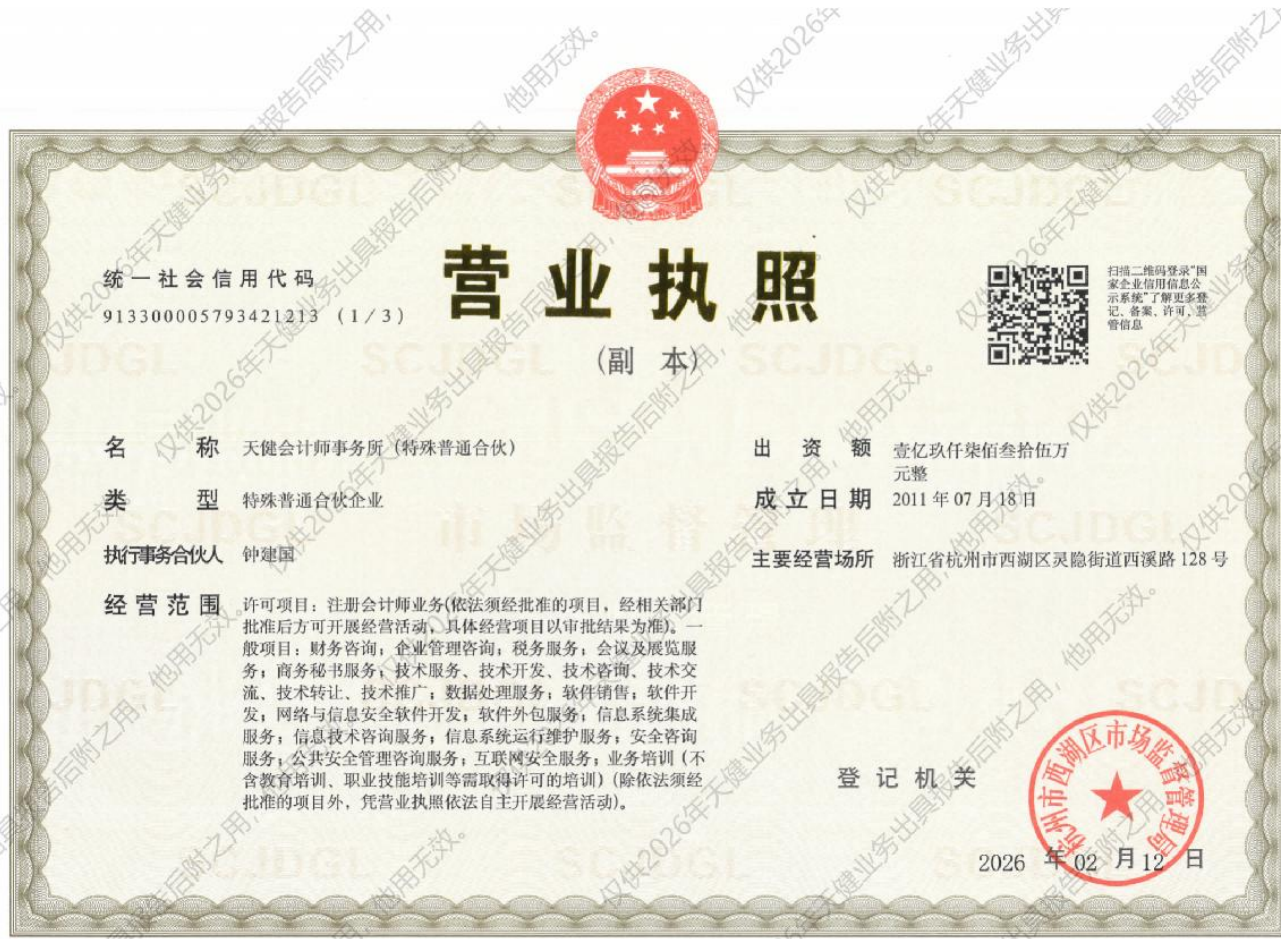 营业执照
(副 本)
统一社会信用代码
913300005793421213 (1/3)
扫描二维码登录“国
家企业信用信息公
示系统”了解更多登
记、备案、许可、监
管信息
名 称 天健会计师事务所(特殊普通合伙)
类 型 特殊普通合伙企业
执行事务合伙人 钟建国
经营范围 许可项目:注册会计师业务(依法须经批准的项目,经相关部门
批准后方可开展经营活动,具体经营项目以审批结果为准)。一
般项目:财务咨询;企业管理咨询;税务服务;会议及展览服
务;商务秘书服务;技术服务、技术开发、技术咨询、技术交
流、技术转让、技术推广;数据处理服务;软件销售;软件开
发;网络与信息安全软件开发;软件外包服务;信息系统集成
服务;信息技术咨询服务;信息系统运行维护服务;安全咨询
服务;公共安全管理咨询服务;互联网安全服务;业务培训(不
含教育培训、职业技能培训等需取得许可的培训)(除依法须经
批准的项目外,凭营业执照依法自主开展经营活动)。
出 资 额 壹亿玖仟柒佰叁拾伍万
元整
成立日期 2011年07月18日
主要经营场所 浙江省杭州市西湖区灵隐街道西溪路128号
登记机关
杭州市西湖区市场监督管理局
2026 年 02 月 12 日
仅供2026年天健业务出具报告后附之用,他用无效。
SCJDGL
市场监督管理